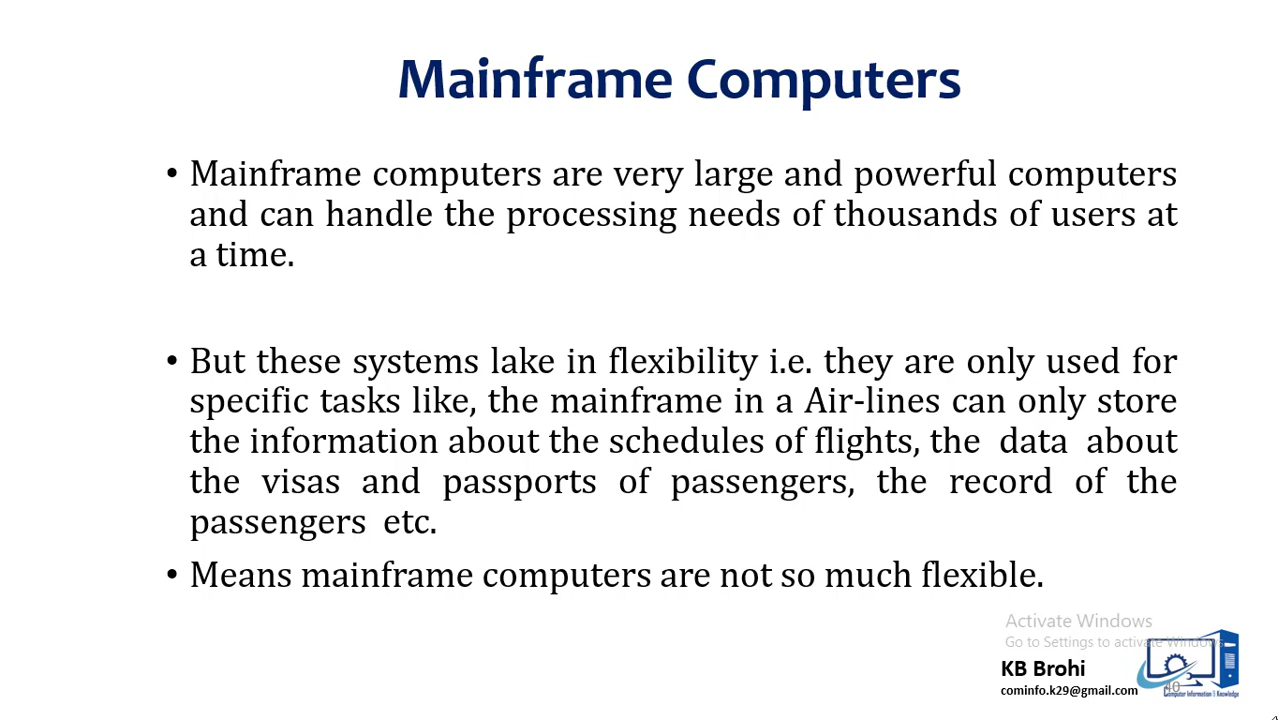 Mainframe Computers
• Mainframe computers are very large and powerful computers
and can handle the processing needs of thousands of users at
a time.
• But these systems lake in flexibility i.e. they are only used for
specific tasks like, the mainframe in a Air-lines can only store
the information about the schedules of flights, the data about
the visas and passports of passengers, the record of the
passengers etc.
• Means mainframe computers are not so much flexible.
Activate Windows
Go to Settings to activate Windows.
KB Brohi
cominfo.k29@gmail.com
40
Computer Information & Knowledge